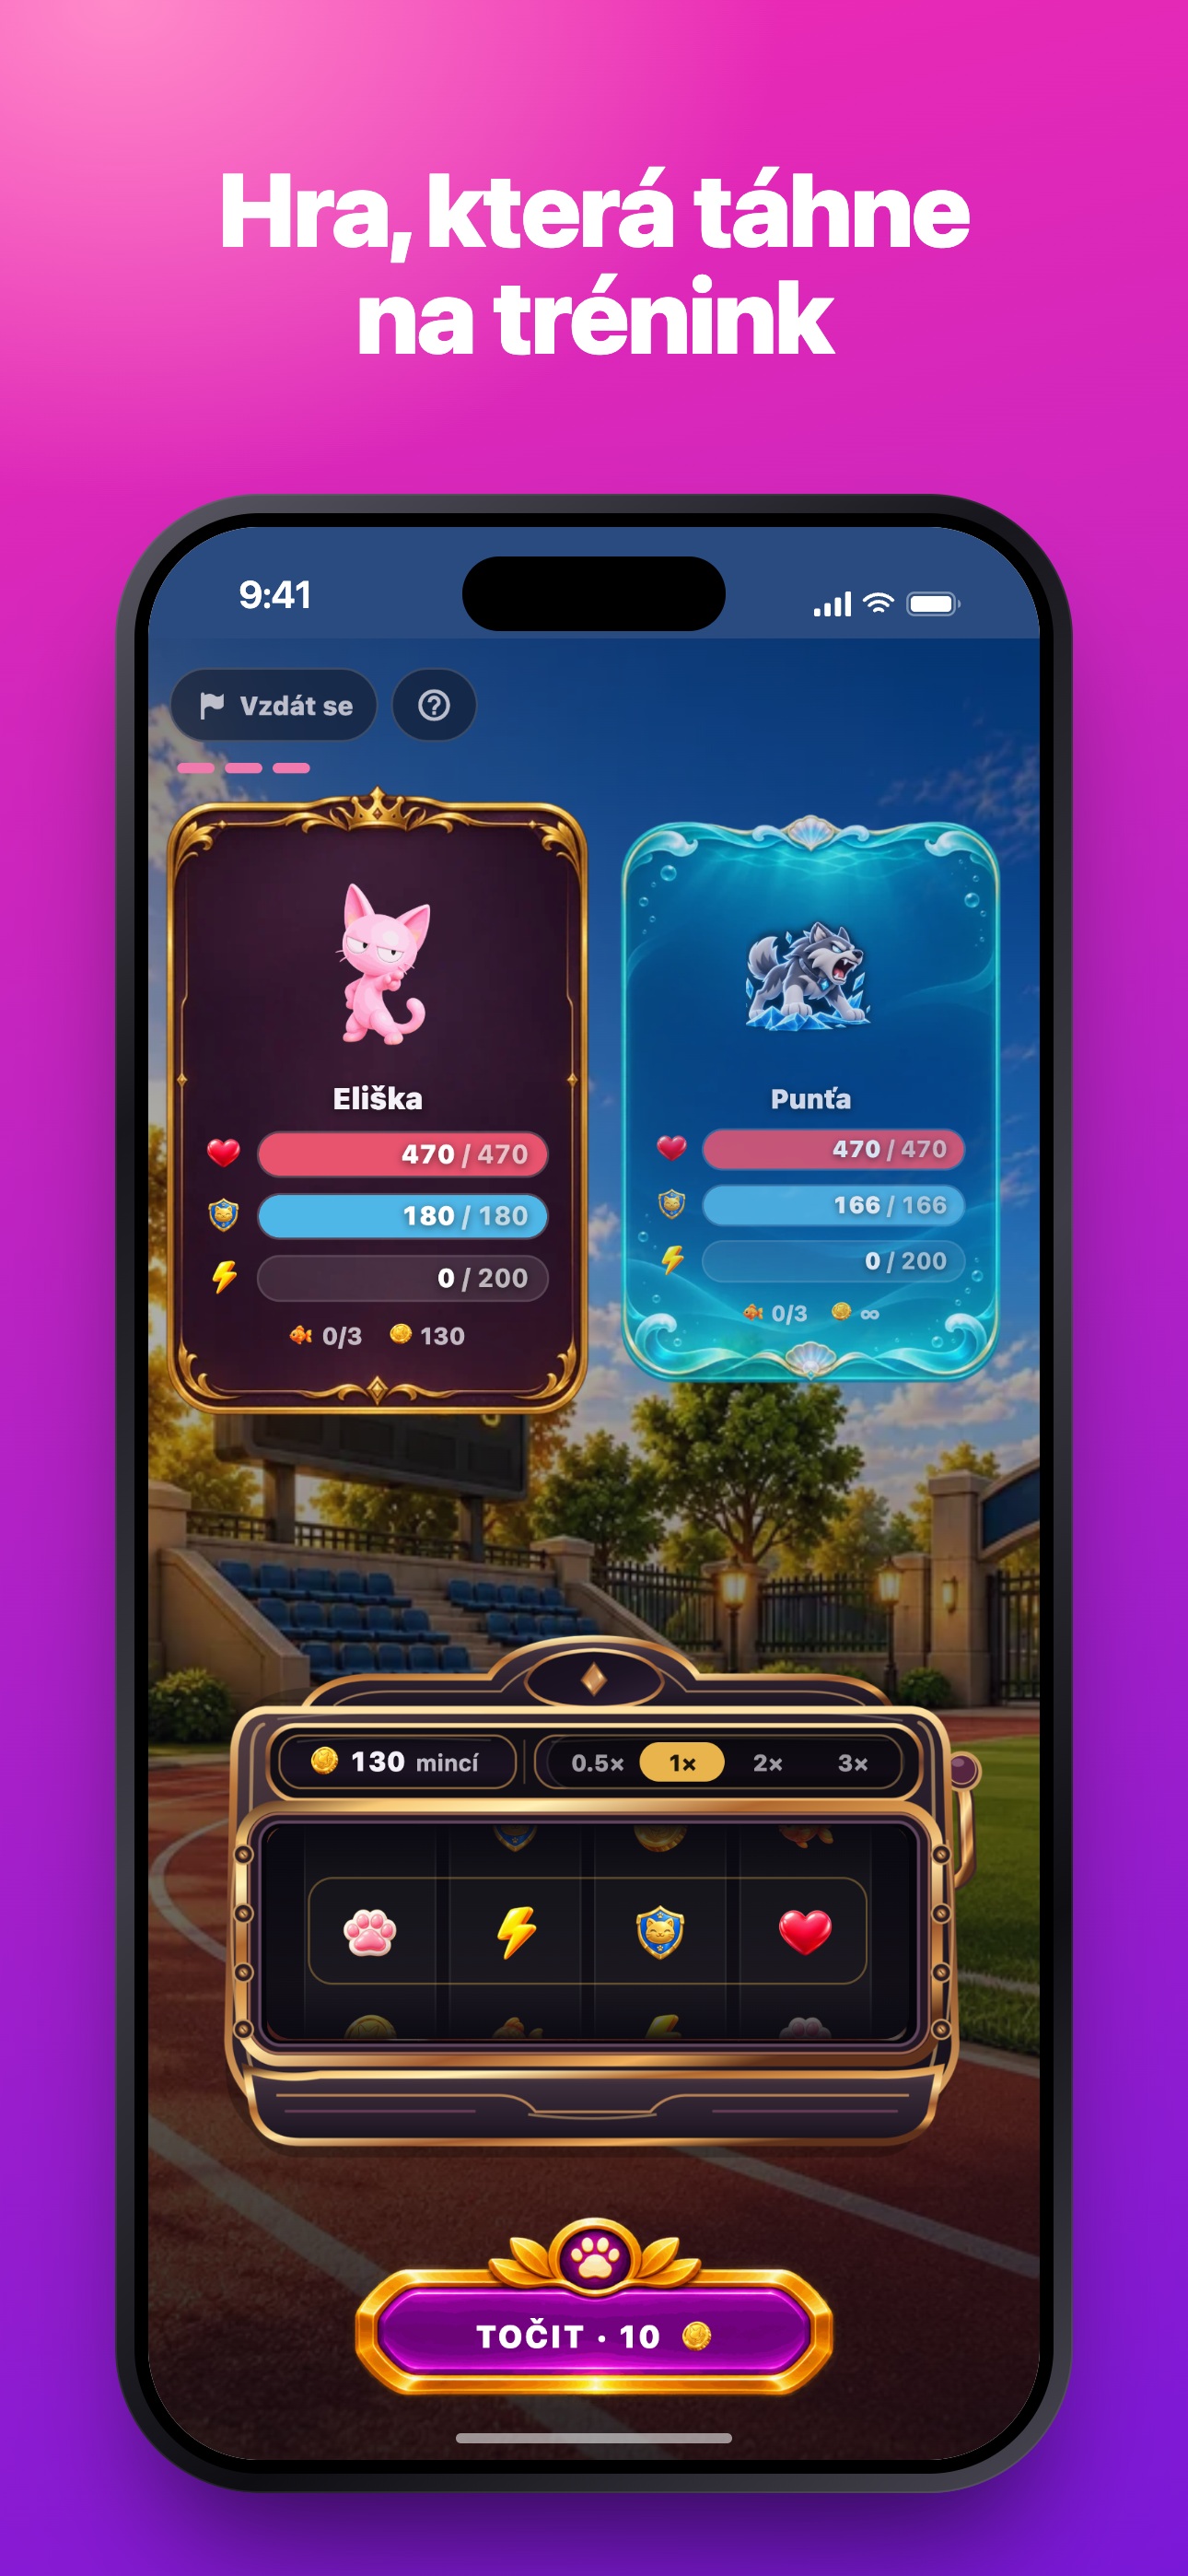 Hra, která táhne
na trénink
9:41
Vzdát se
Eliška
470 / 470
180 / 180
0 / 200
0/3 130
Punťa
470 / 470
166 / 166
0 / 200
0/3 ∞
130 mincí 0.5× 1× 2× 3×
TOČIT · 10